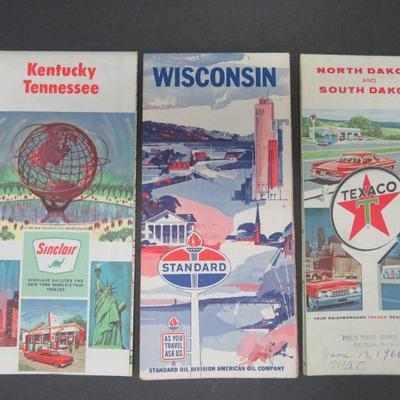 Kentucky
Tennessee
Sinclair
SINCLAIR SALUTES THE
NEW YORK WORLD'S FAIR
1964/65
WISCONSIN
STANDARD
AS YOU
TRAVEL
ASK US
STANDARD OIL DIVISION AMERICAN OIL COMPANY
NORTH DAKO
AND
SOUTH DAKO
TEXACO
T
YOUR NEIGHBORHOOD TEXACO DEA
June 13, 196